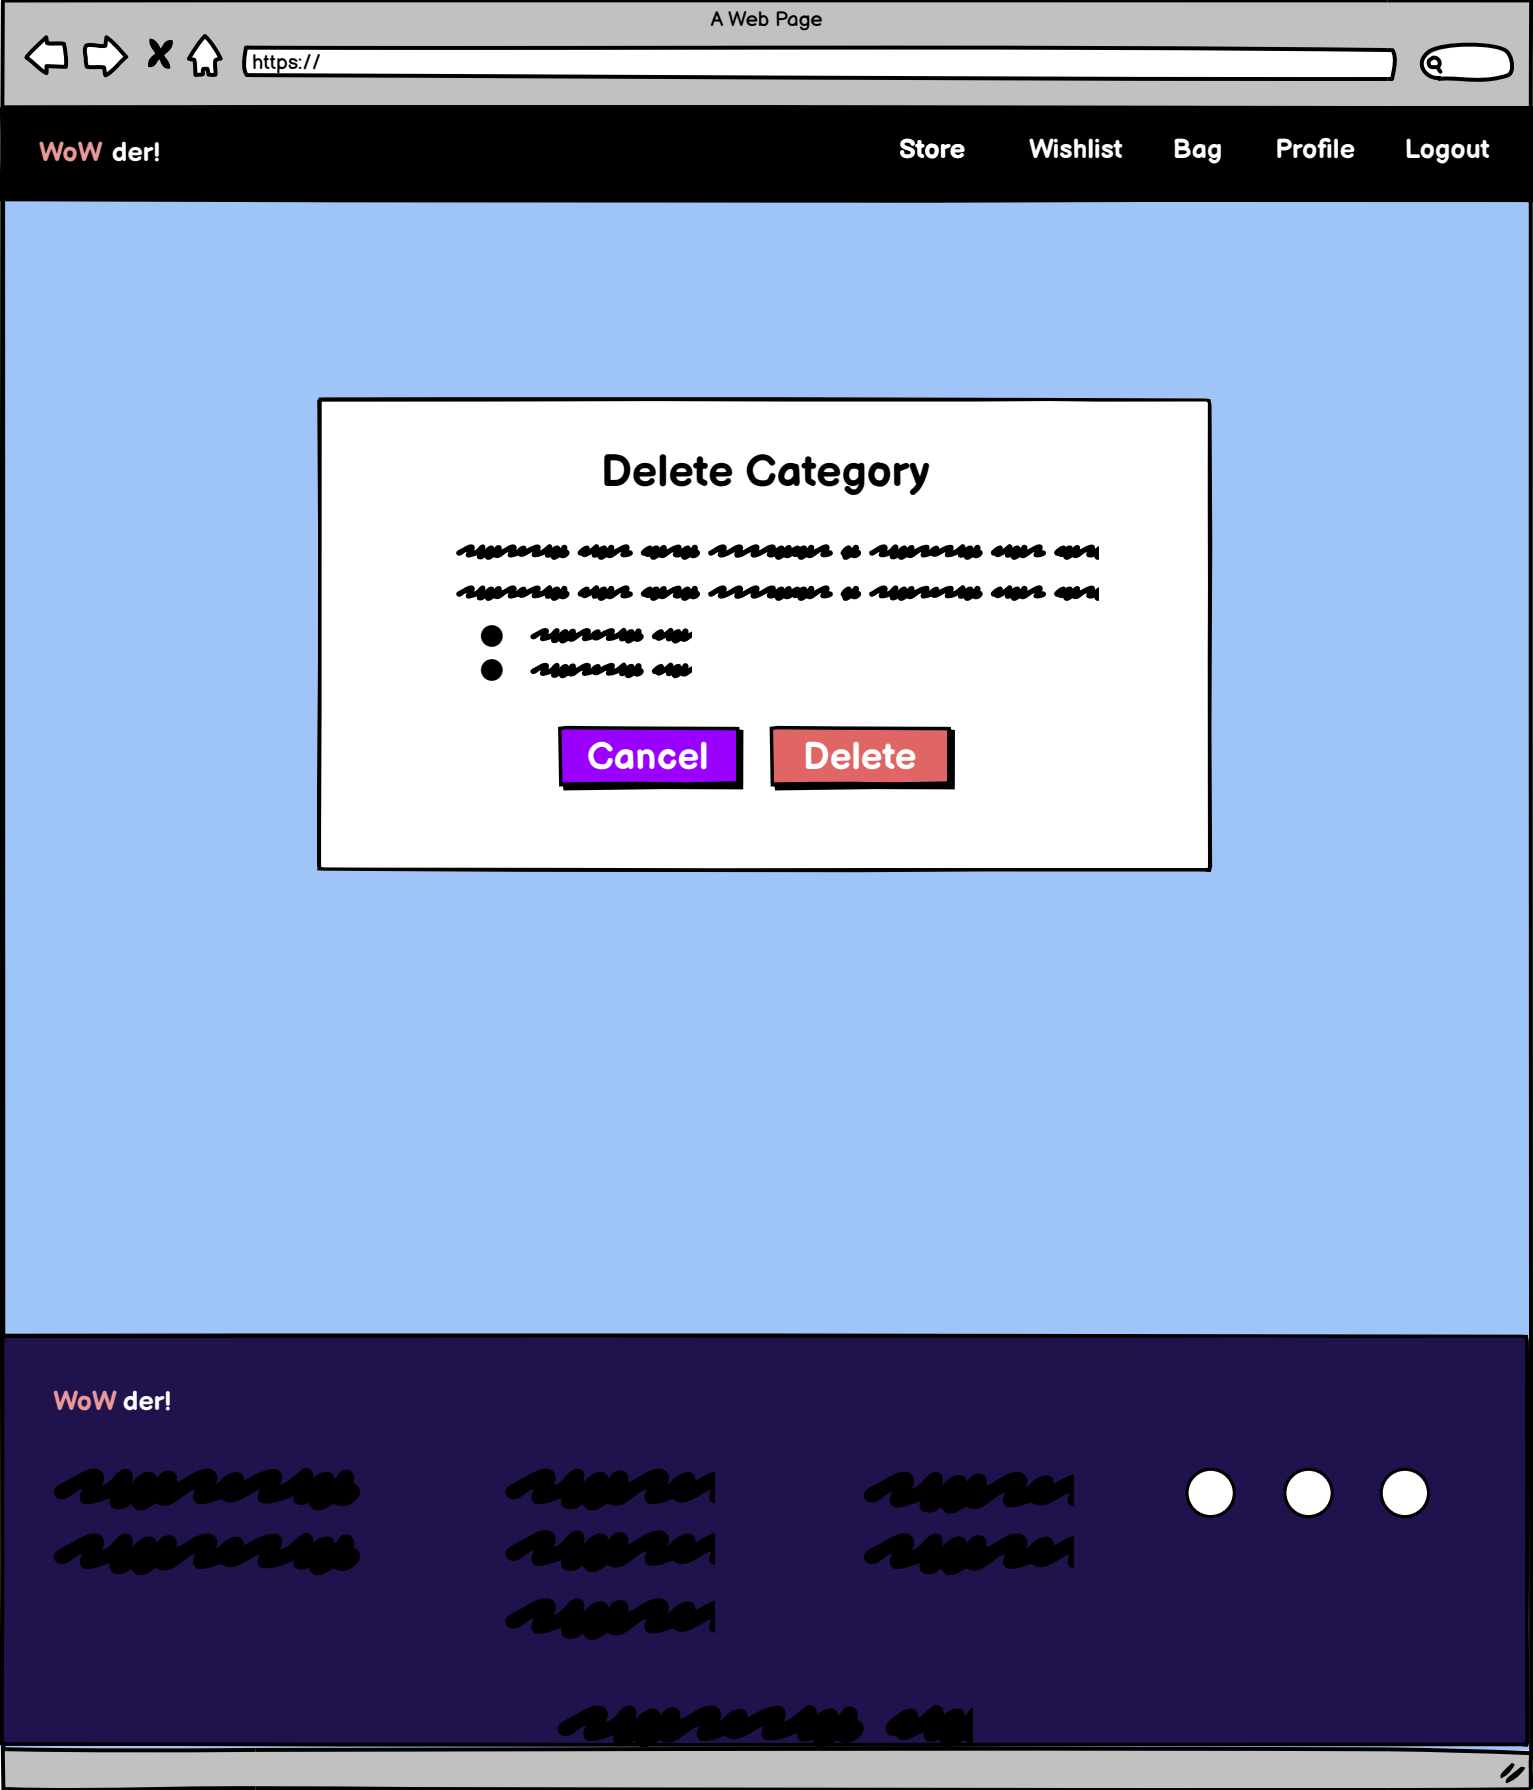 A Web Page
https://
WoW der!
Store Wishlist Bag Profile Logout
Delete Category
Cancel Delete
WoW der!